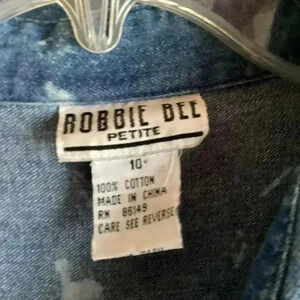 ROBBIE BEE
PETITE
10
100% COTTON
MADE IN CHINA
RN 86149
CARE SEE REVERSE